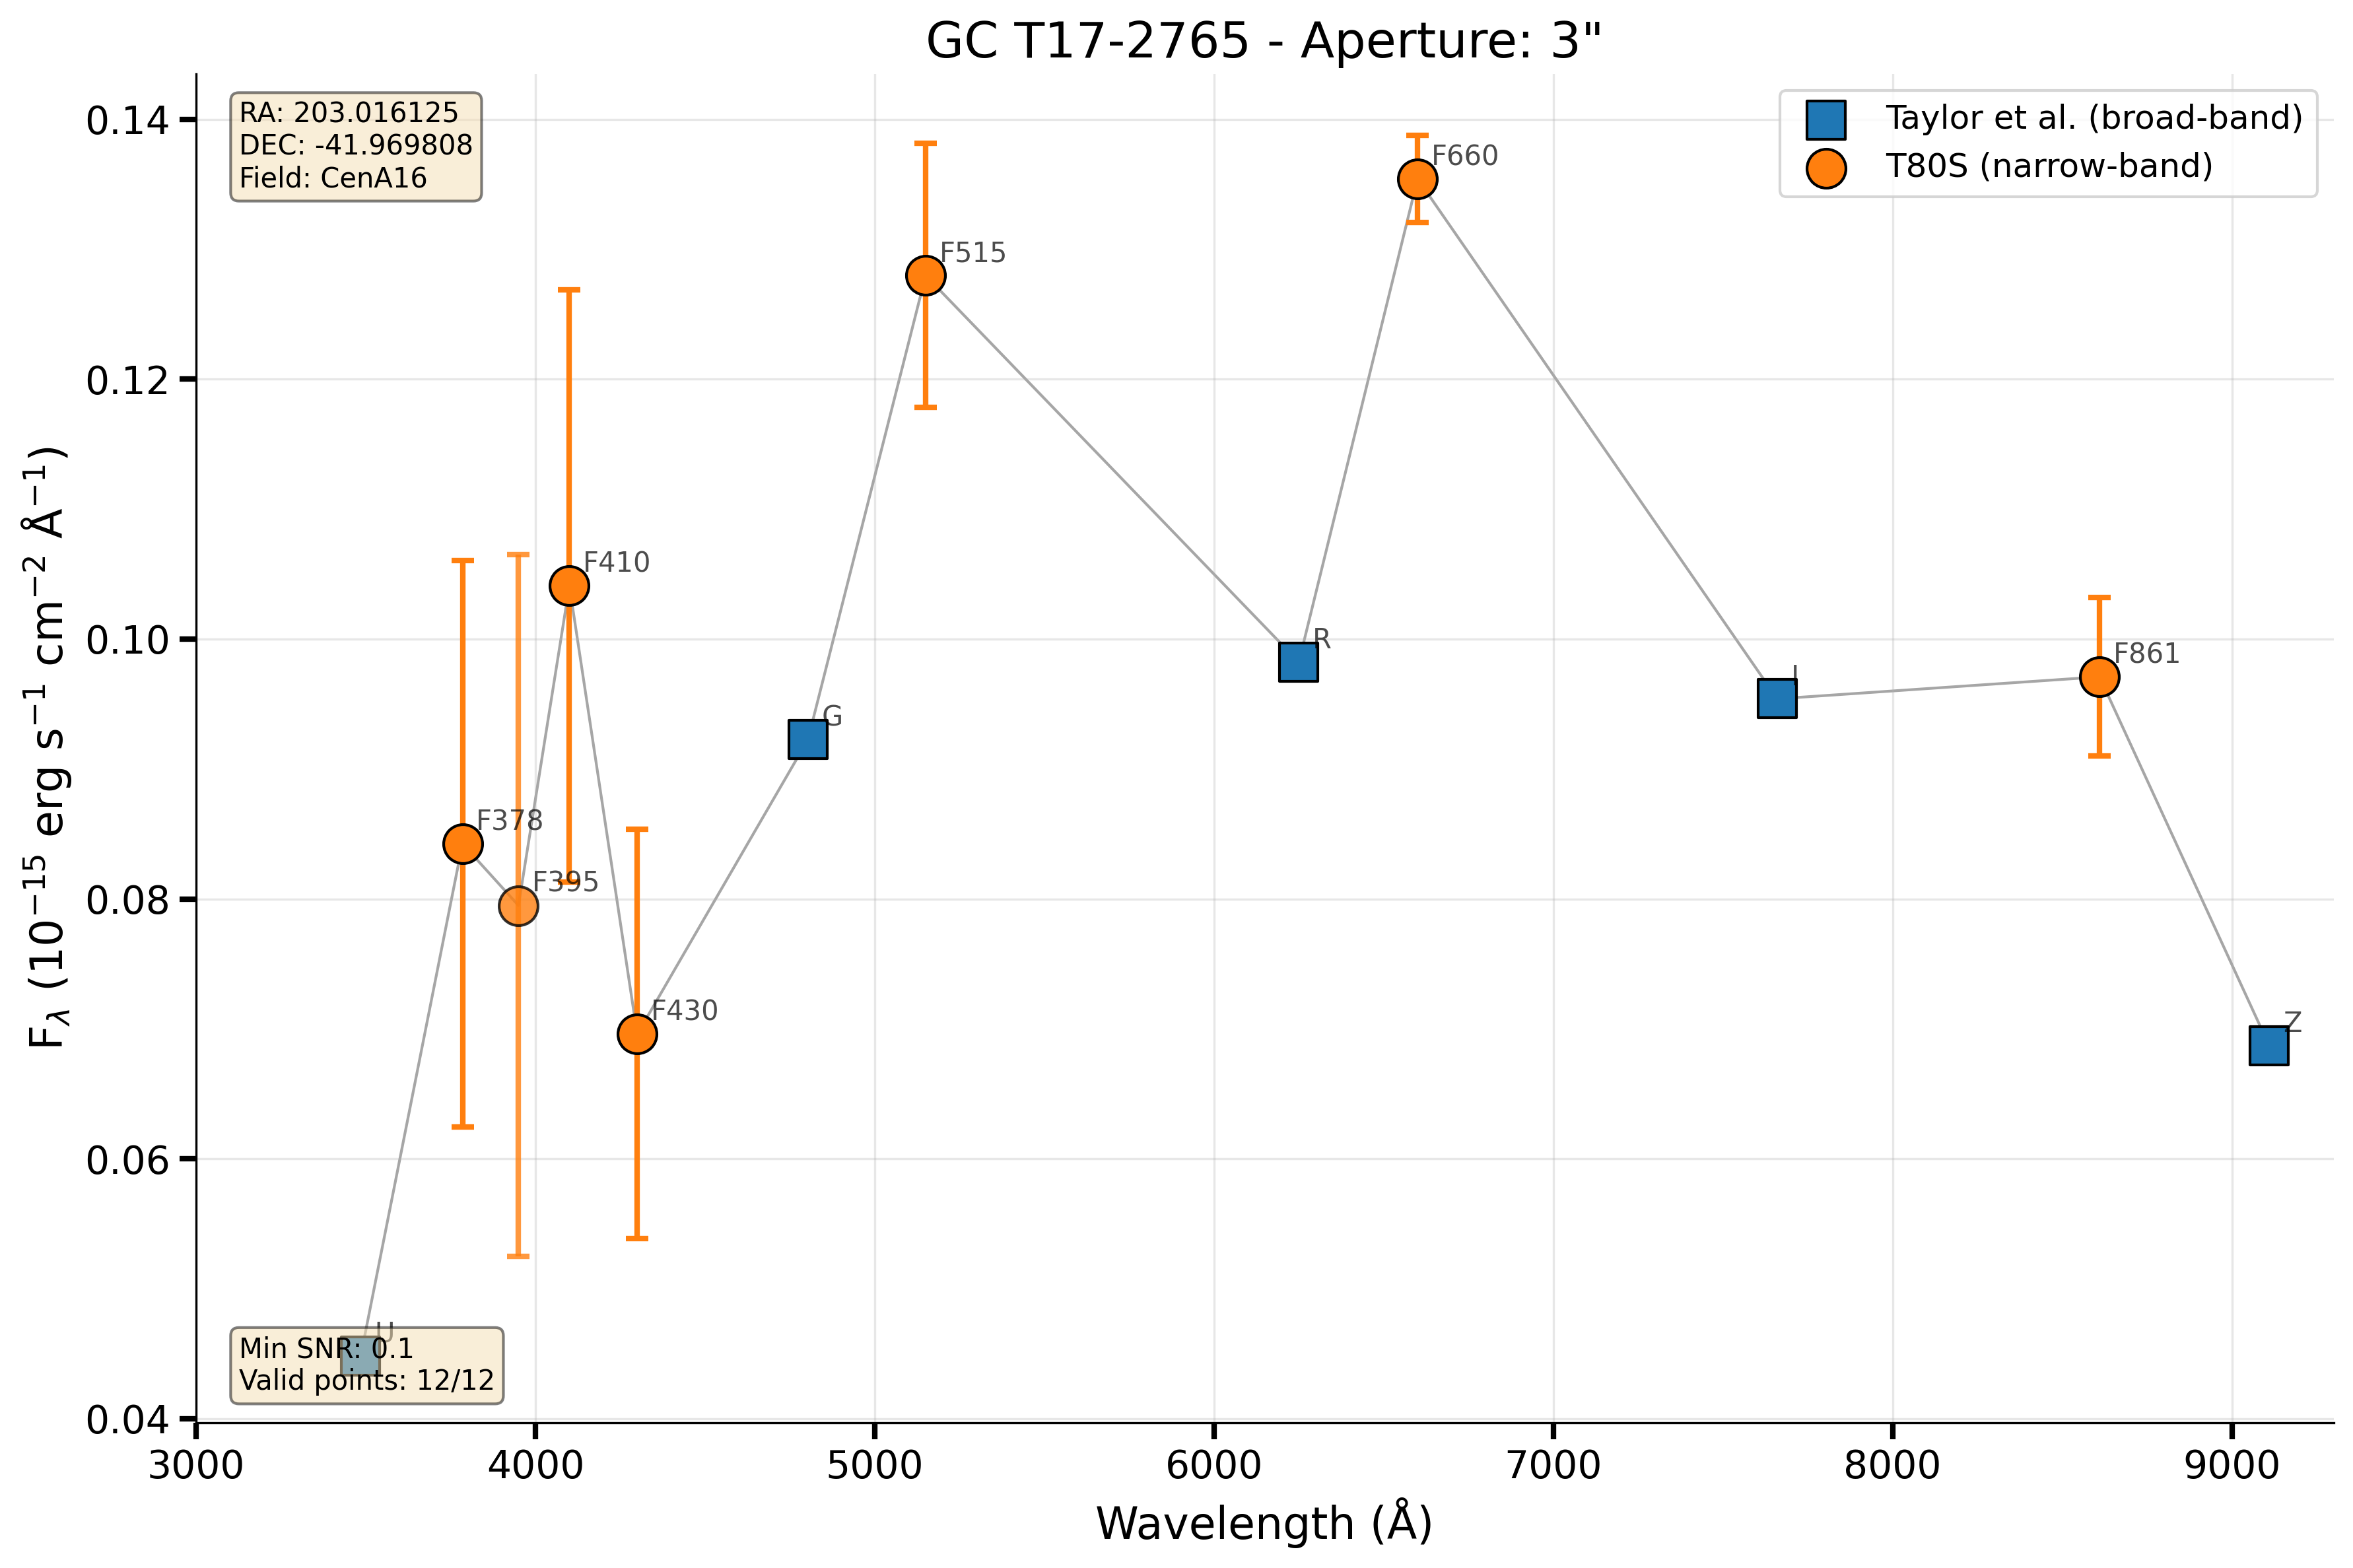 GC T17-2765 - Aperture: 3"
RA: 203.016125
DEC: -41.969808
Field: CenA16
Taylor et al. (broad-band)
T80S (narrow-band)
F660
F515
F410
F378
F395
F430
G
R
I
F861
Z
U
Min SNR: 0.1
Valid points: 12/12
0.14
0.12
0.10
0.08
0.06
0.04
F$_{λ}$ (10$^{−15}$ erg s$^{−1}$ cm$^{−2}$ Å$^{−1}$)
3000 4000 5000 6000 7000 8000 9000
Wavelength (Å)